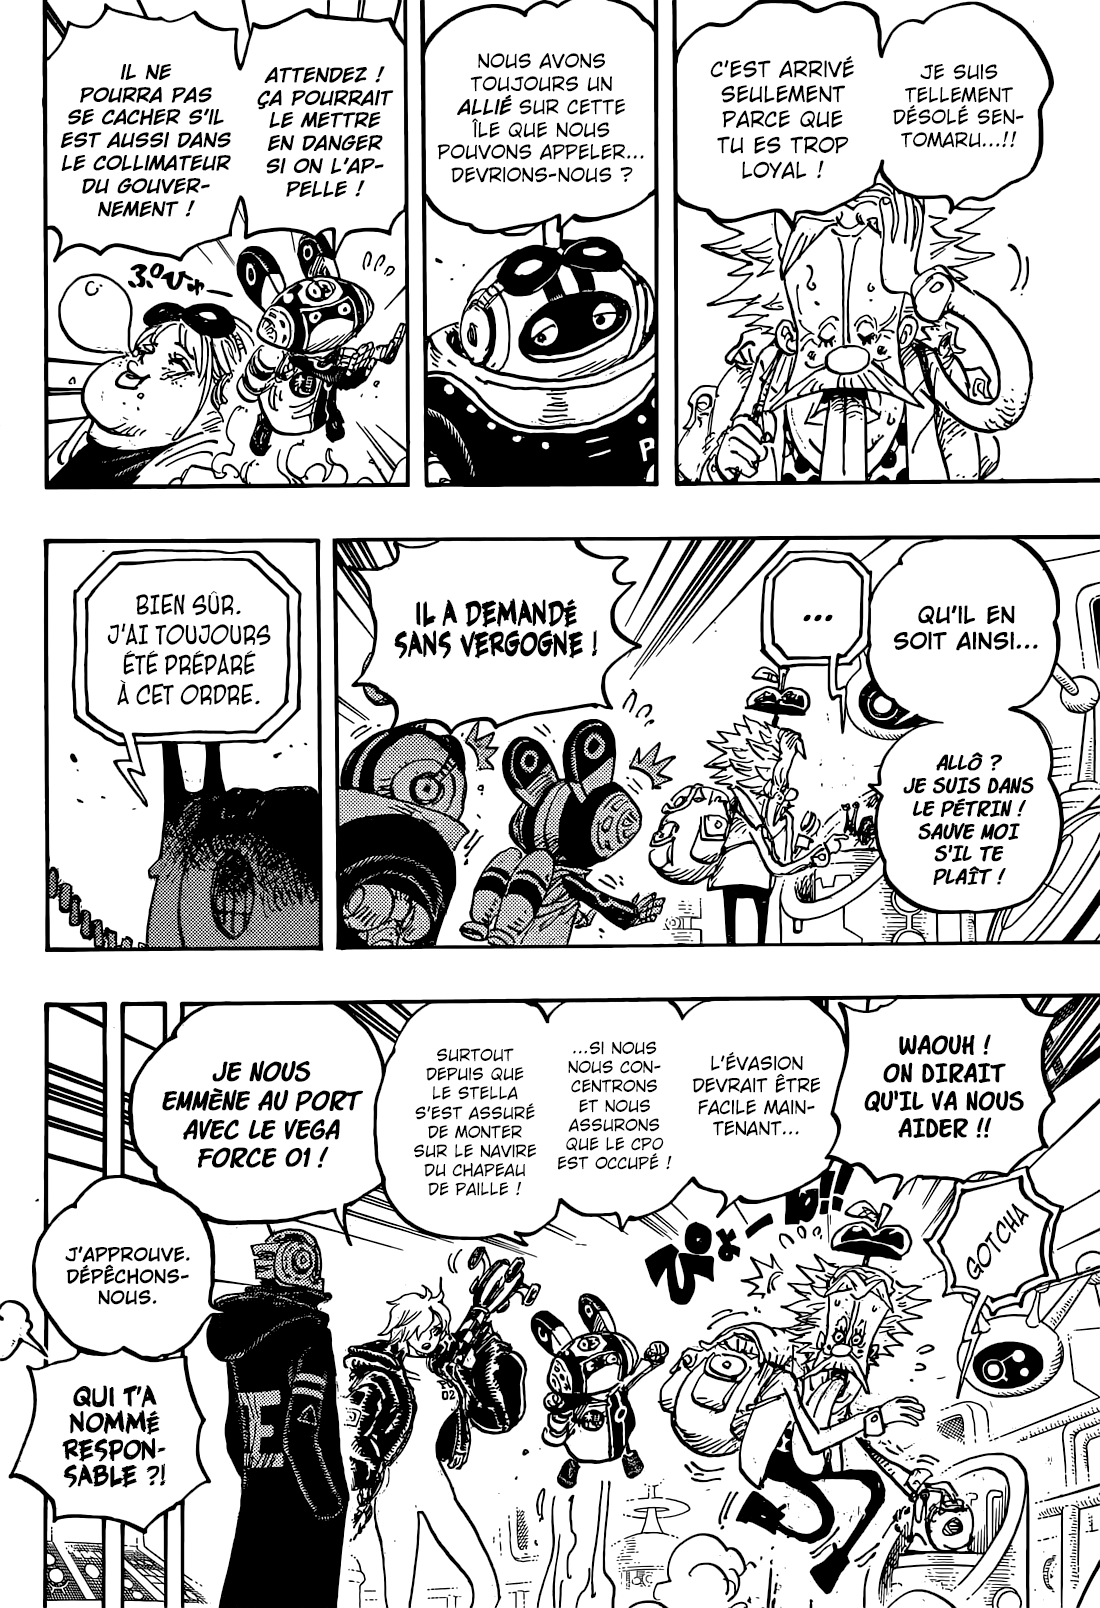 JE SUIS
TELLEMENT
DÉSOLÉ SEN-
TOMARU...!!
C'EST ARRIVÉ
SEULEMENT
PARCE QUE
TU ES TROP
LOYAL !
NOUS AVONS
TOUJOURS UN
ALLIÉ SUR CETTE
ÎLE QUE NOUS
POUVONS APPELER...
DEVRIONS-NOUS ?
P
ATTENDEZ !
ÇA POURRAIT
LE METTRE
EN DANGER
SI ON L'AP-
PELLE !
IL NE
POURRA PAS
SE CACHER S'IL
EST AUSSI DANS
LE COLLIMATEUR
DU GOUVER-
NEMENT !
QU'IL EN
SOIT AINSI...
ALLÔ ?
JE SUIS DANS
LE PÉTRIN !
SAUVE MOI
S'IL TE
PLAÎT !
...
IL A DEMANDÉ
SANS VERGOGNE !
BIEN SÛR.
J'AI TOUJOURS
ÉTÉ PRÉPARÉ
À CET ORDRE.
WAOUH !
ON DIRAIT
QU'IL VA NOUS
AIDER !!
GOTCHA
L'ÉVASION
DEVRAIT ÊTRE
FACILE MAIN-
TENANT...
...SI NOUS
NOUS CON-
CENTRONS
ET NOUS
ASSURONS
QUE LE CP0
EST OCCUPÉ !
SURTOUT
DEPUIS QUE
LE STELLA
S'EST ASSURÉ
DE MONTER
SUR LE NAVIRE
DU CHAPEAU
DE PAILLE !
JE NOUS
EMMÈNE AU PORT
AVEC LE VEGA
FORCE 01 !
J'APPROUVE.
DÉPÊCHONS-
NOUS.
QUI T'A
NOMMÉ
RESPON-
SABLE ?!
02